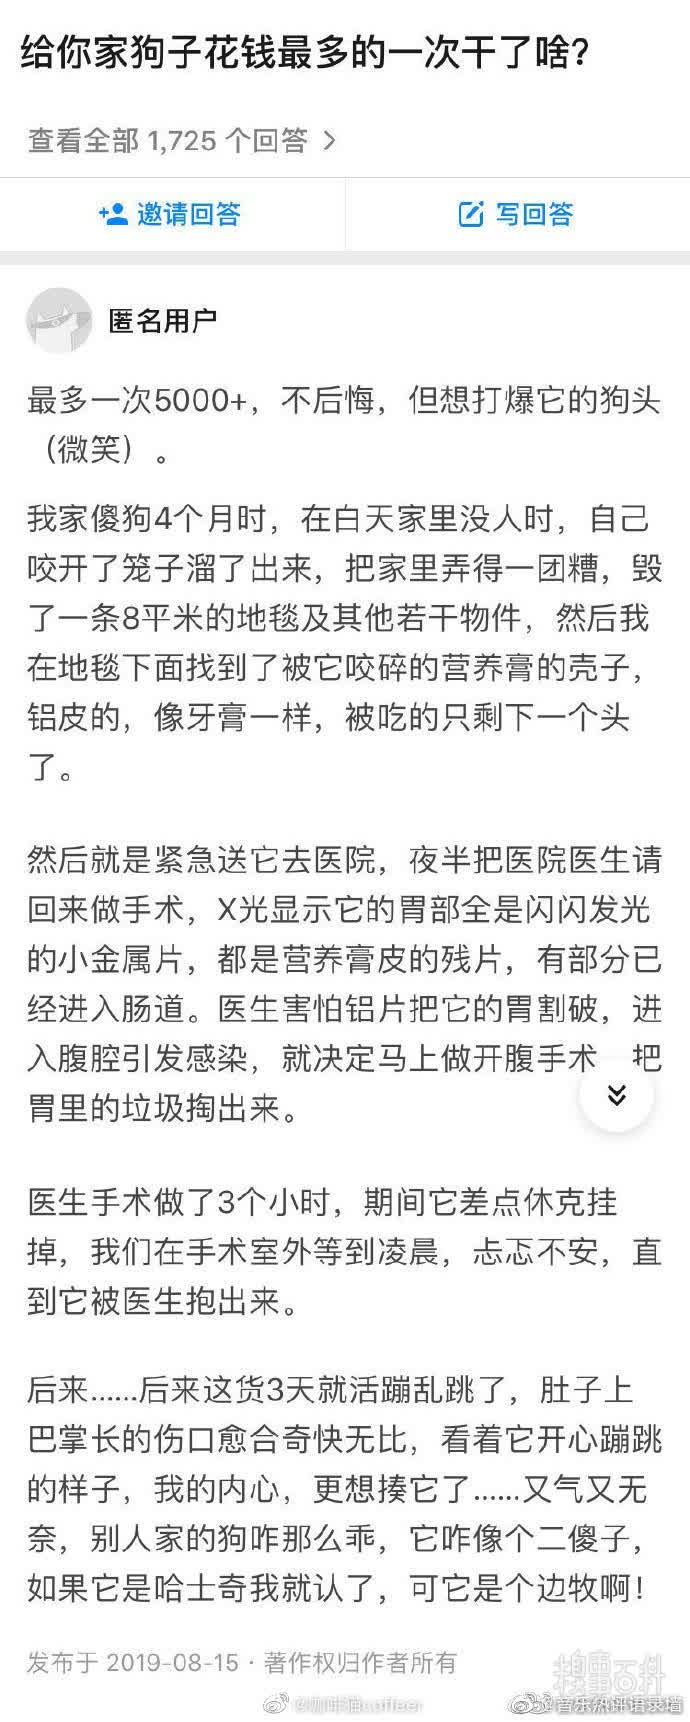 给你家狗子花钱最多的一次干了啥？
查看全部 1,725 个回答
邀请回答
写回答
匿名用户
最多一次5000+，不后悔，但想打爆它的狗头
（微笑）。
我家傻狗4个月时，在白天家里没人时，自己
咬开了笼子溜了出来，把家里弄得一团糟，毁
了一条8平米的地毯及其他若干物件，然后我
在地毯下面找到了被它咬碎的营养膏的壳子，
铝皮的，像牙膏一样，被吃的只剩下一个头
了。
然后就是紧急送它去医院，夜半把医院医生请
回来做手术，X光显示它的胃部全是闪闪发光
的小金属片，都是营养膏皮的残片，有部分已
经进入肠道。医生害怕铝片把它的胃割破，进
入腹腔引发感染，就决定马上做开腹手术 把
胃里的垃圾掏出来。
医生手术做了3个小时，期间它差点休克挂
掉，我们在手术室外等到凌晨，忐忑不安，直
到它被医生抱出来。
后来......后来这货3天就活蹦乱跳了，肚子上
巴掌长的伤口愈合奇快无比，看着它开心蹦跳
的样子，我的内心，更想揍它了......又气又无
奈，别人家的狗咋那么乖，它咋像个二傻子，
如果它是哈士奇我就认了，可它是个边牧啊！
发布于 2019-08-15 · 著作权归作者所有
搜事百科
@咖啡猫coffeer
@音乐热评语录墙